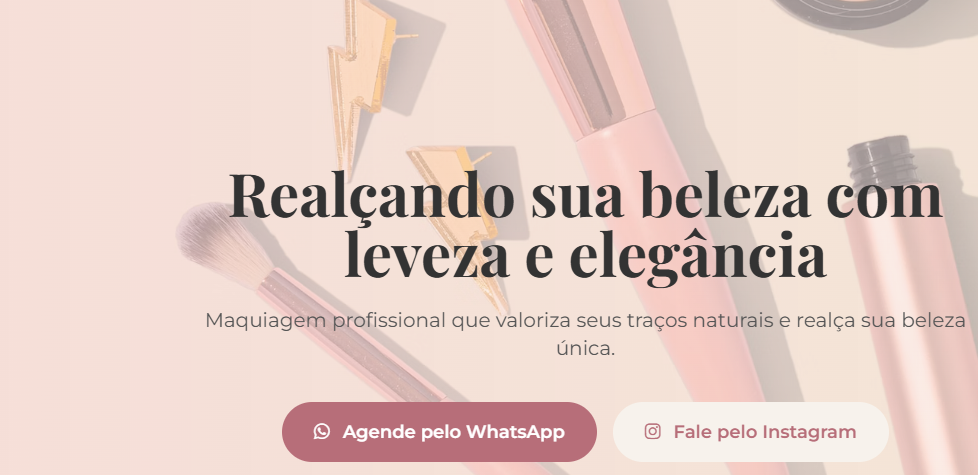 Realçando sua beleza com
leveza e elegância
Maquiagem profissional que valoriza seus traços naturais e realça sua beleza
única.
Agende pelo WhatsApp
Fale pelo Instagram